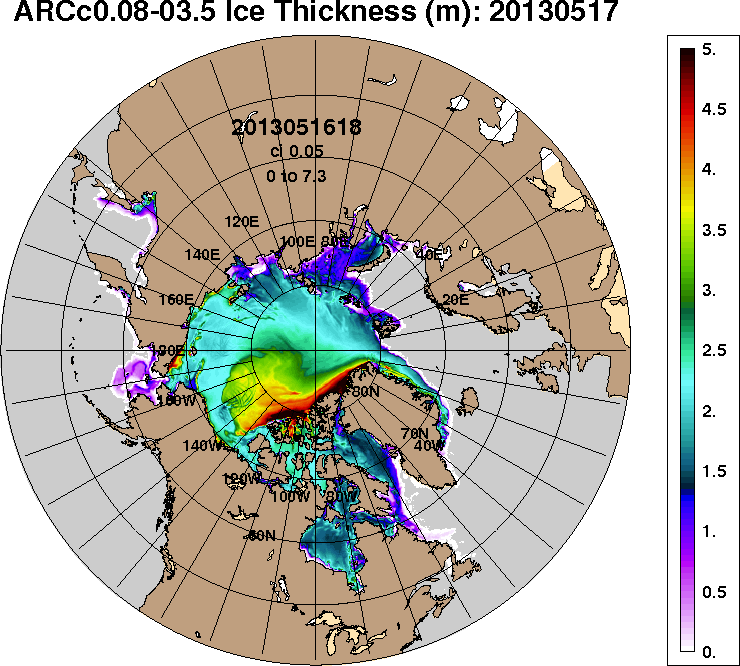 ARCc0.08-03.5 Ice Thickness (m): 20130517
2013051618
ci 0.05
0 to 7.3
120E
100E
80E
40E
140E
20E
160E
180E
160W
80N
140W
70N
40W
120W
100W
80W
60N
5.
4.5
4.
3.5
3.
2.5
2.
1.5
1.
0.5
0.